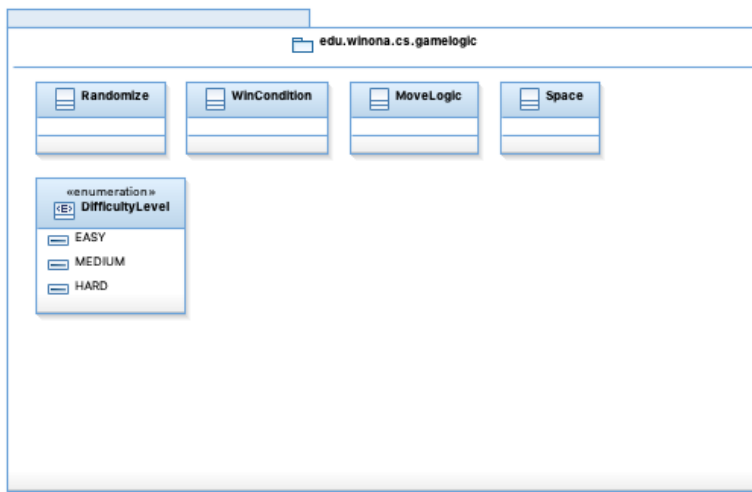 edu.winona.cs.gamelogic
Randomize
WinCondition
MoveLogic
Space
«enumeration»
<E> DifficultyLevel
EASY
MEDIUM
HARD